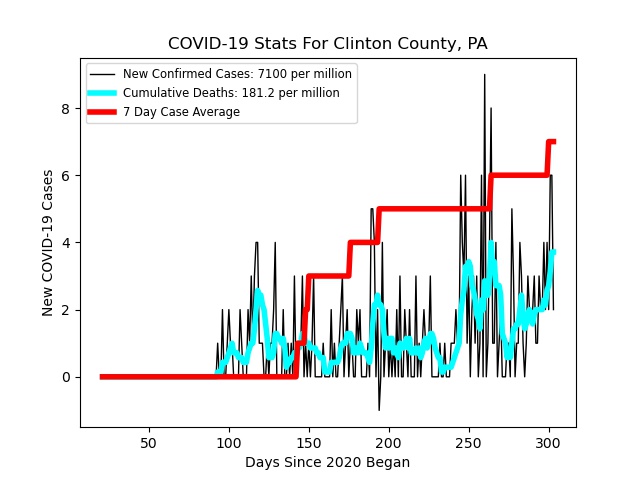 COVID-19 Stats For Clinton County, PA
New Confirmed Cases: 7100 per million
Cumulative Deaths: 181.2 per million
7 Day Case Average
New COVID-19 Cases
8
6
4
2
0
50 100 150 200 250 300
Days Since 2020 Began